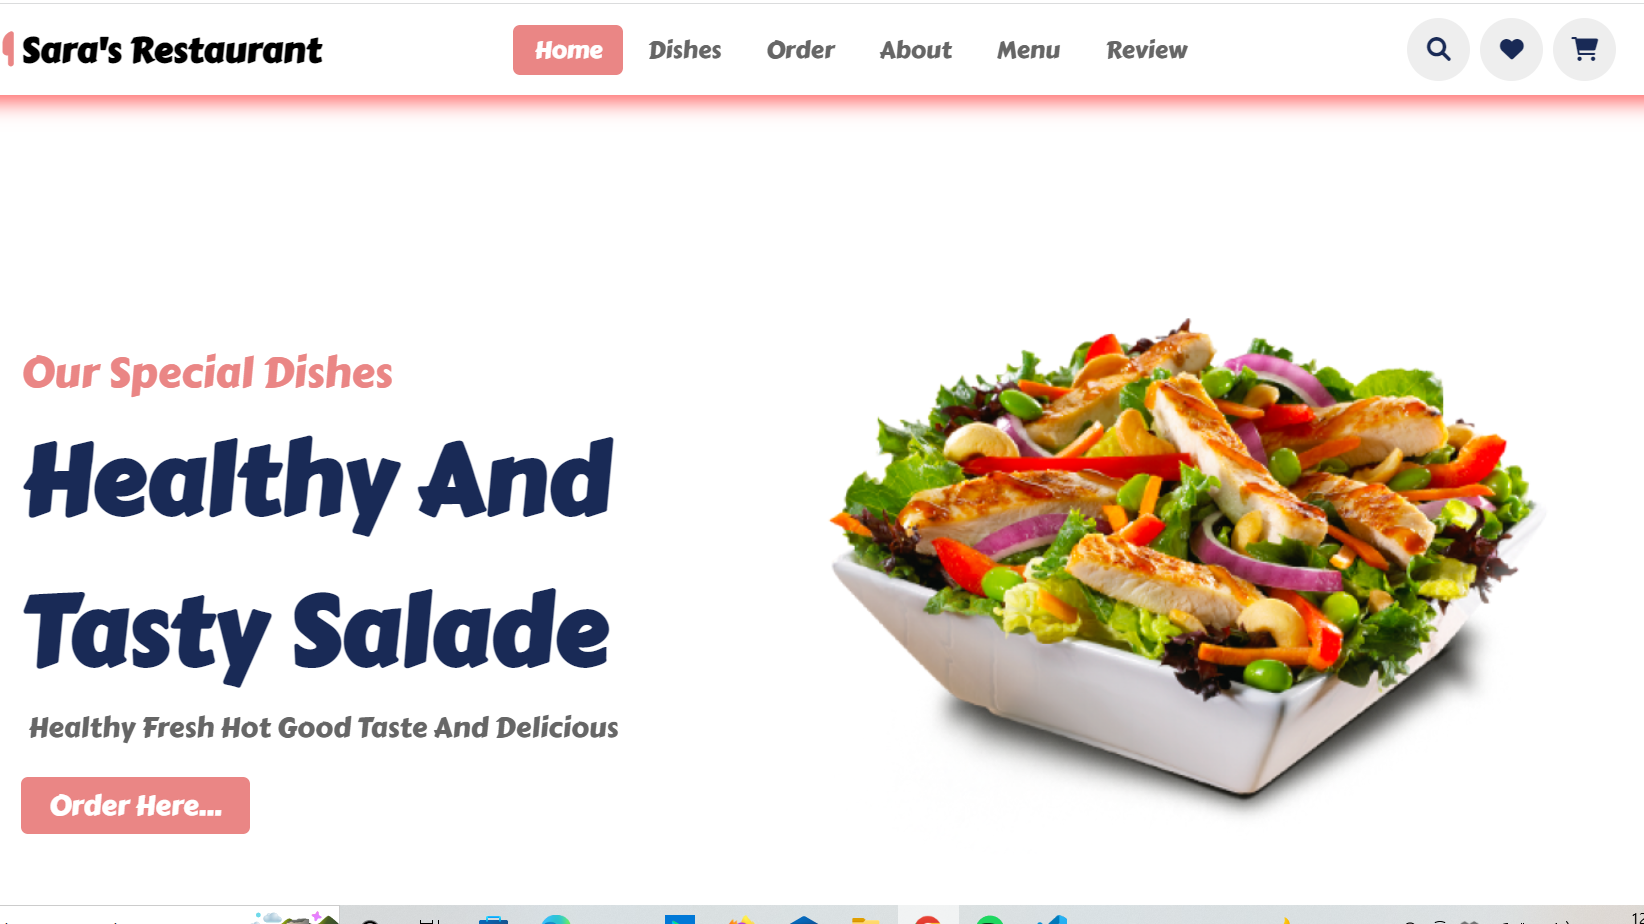 Sara's Restaurant
Home Dishes Order About Menu Review
Our Special Dishes
Healthy And
Tasty Salade
Healthy Fresh Hot Good Taste And Delicious
Order Here...